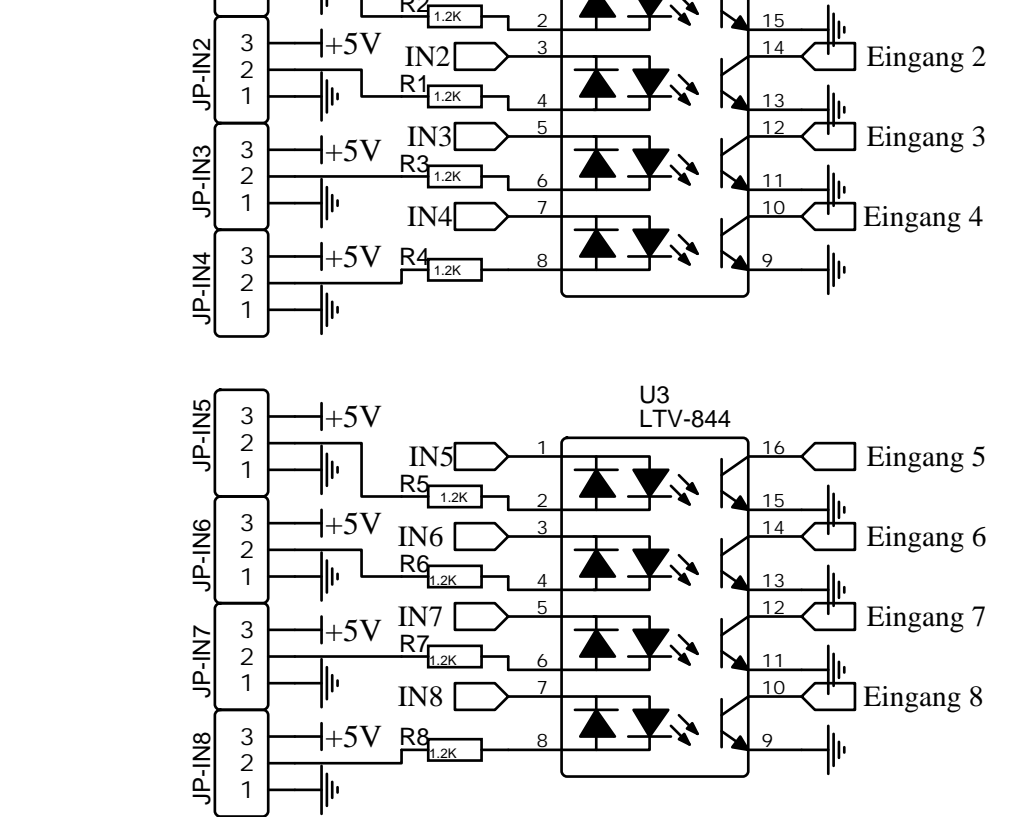 R2
1.2K
2
15
JP-IN2
3
+5V
IN2
3
14
Eingang 2
2
R1
1.2K
4
13
1
JP-IN3
3
+5V
IN3
5
12
Eingang 3
2
R3
1.2K
6
11
1
IN4
7
10
Eingang 4
JP-IN4
3
+5V
R4
1.2K
8
9
2
1
U3
LTV-844
JP-IN5
3
+5V
2
IN5
1
16
Eingang 5
1
R5
1.2K
2
15
JP-IN6
3
+5V
IN6
3
14
Eingang 6
2
R6
1.2K
4
13
1
JP-IN7
3
+5V
IN7
5
12
Eingang 7
2
R7
1.2K
6
11
1
IN8
7
10
Eingang 8
JP-IN8
3
+5V
R8
1.2K
8
9
2
1